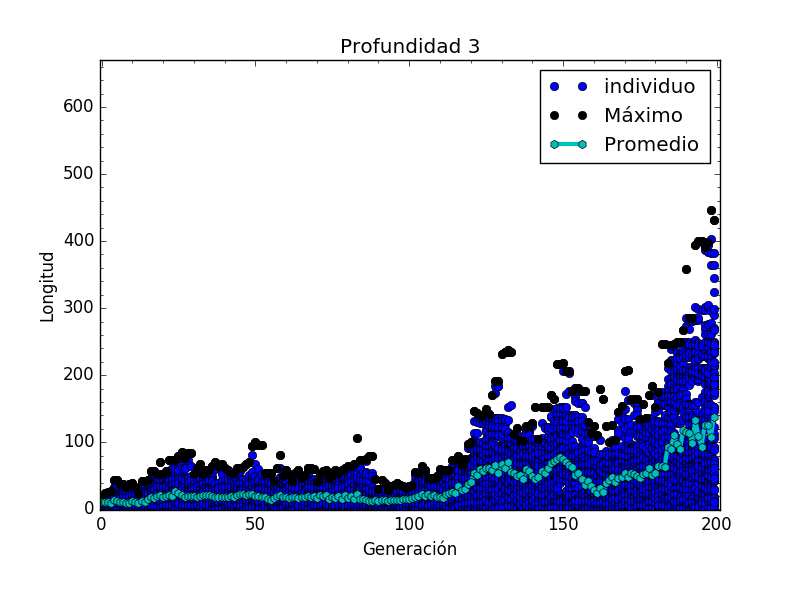 Profundidad 3
individuo
Máximo
Promedio
Longitud
600
500
400
300
200
100
0
0 50 100 150 200
Generación